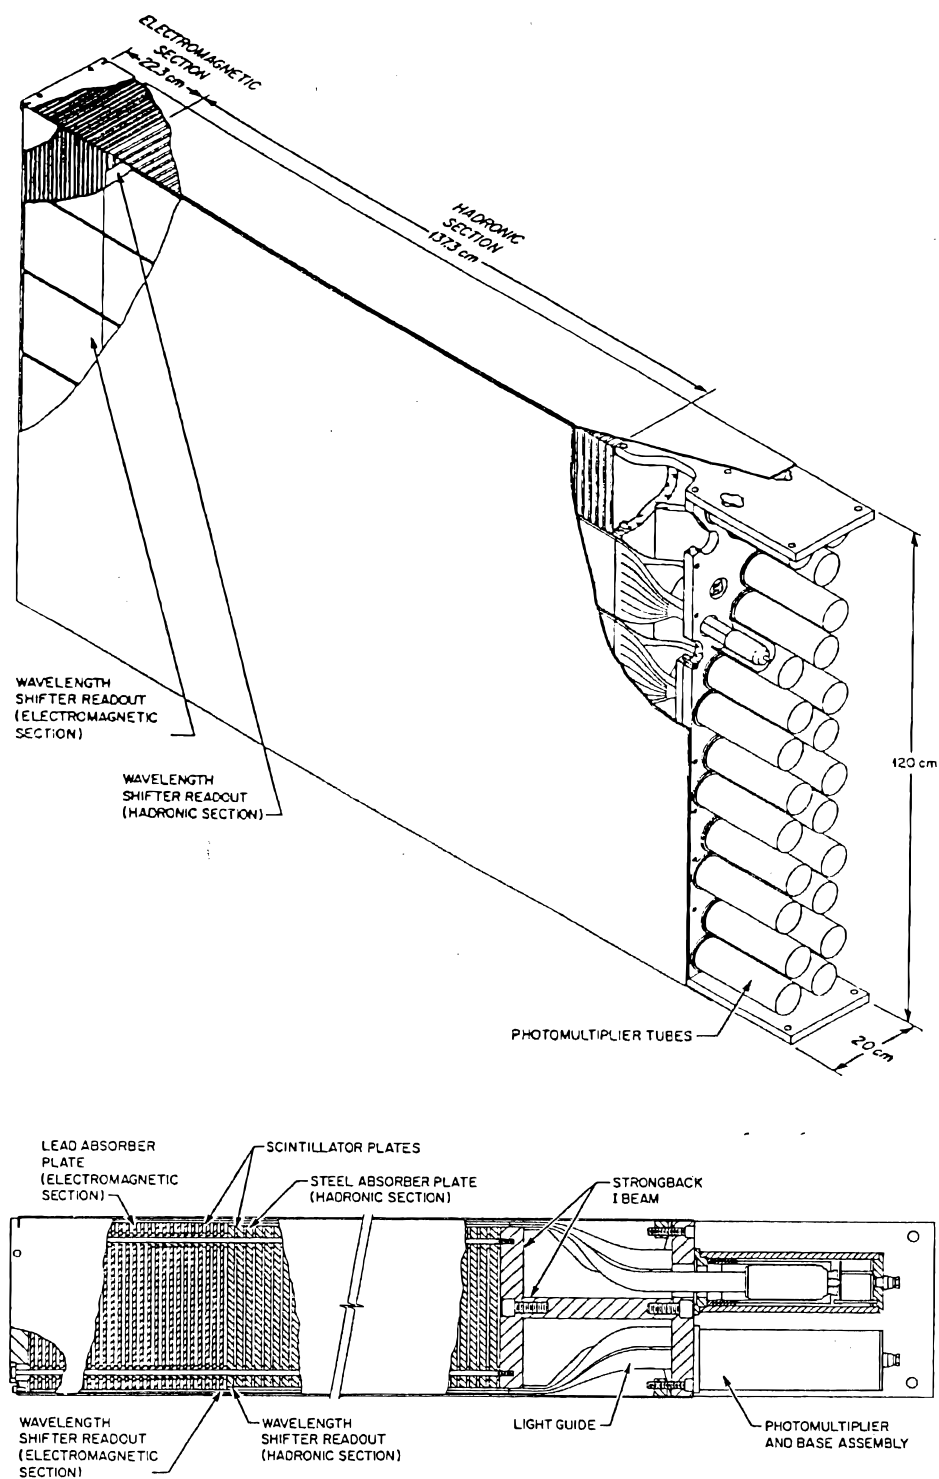 ELECTROMAGNETIC
SECTION
22.3 cm
HADRONIC
SECTION
137.3 cm
WAVELENGTH
SHIFTER READOUT
(ELECTROMAGNETIC
SECTION)
WAVELENGTH
SHIFTER READOUT
(HADRONIC SECTION)
120 cm
PHOTOMULTIPLIER TUBES
20 cm
LEAD ABSORBER
PLATE
(ELECTROMAGNETIC
SECTION)
SCINTILLATOR PLATES
STEEL ABSORBER PLATE
(HADRONIC SECTION)
STRONGBACK
I BEAM
WAVELENGTH
SHIFTER READOUT
(ELECTROMAGNETIC
SECTION)
WAVELENGTH
SHIFTER READOUT
(HADRONIC SECTION)
LIGHT GUIDE
PHOTOMULTIPLIER
AND BASE ASSEMBLY